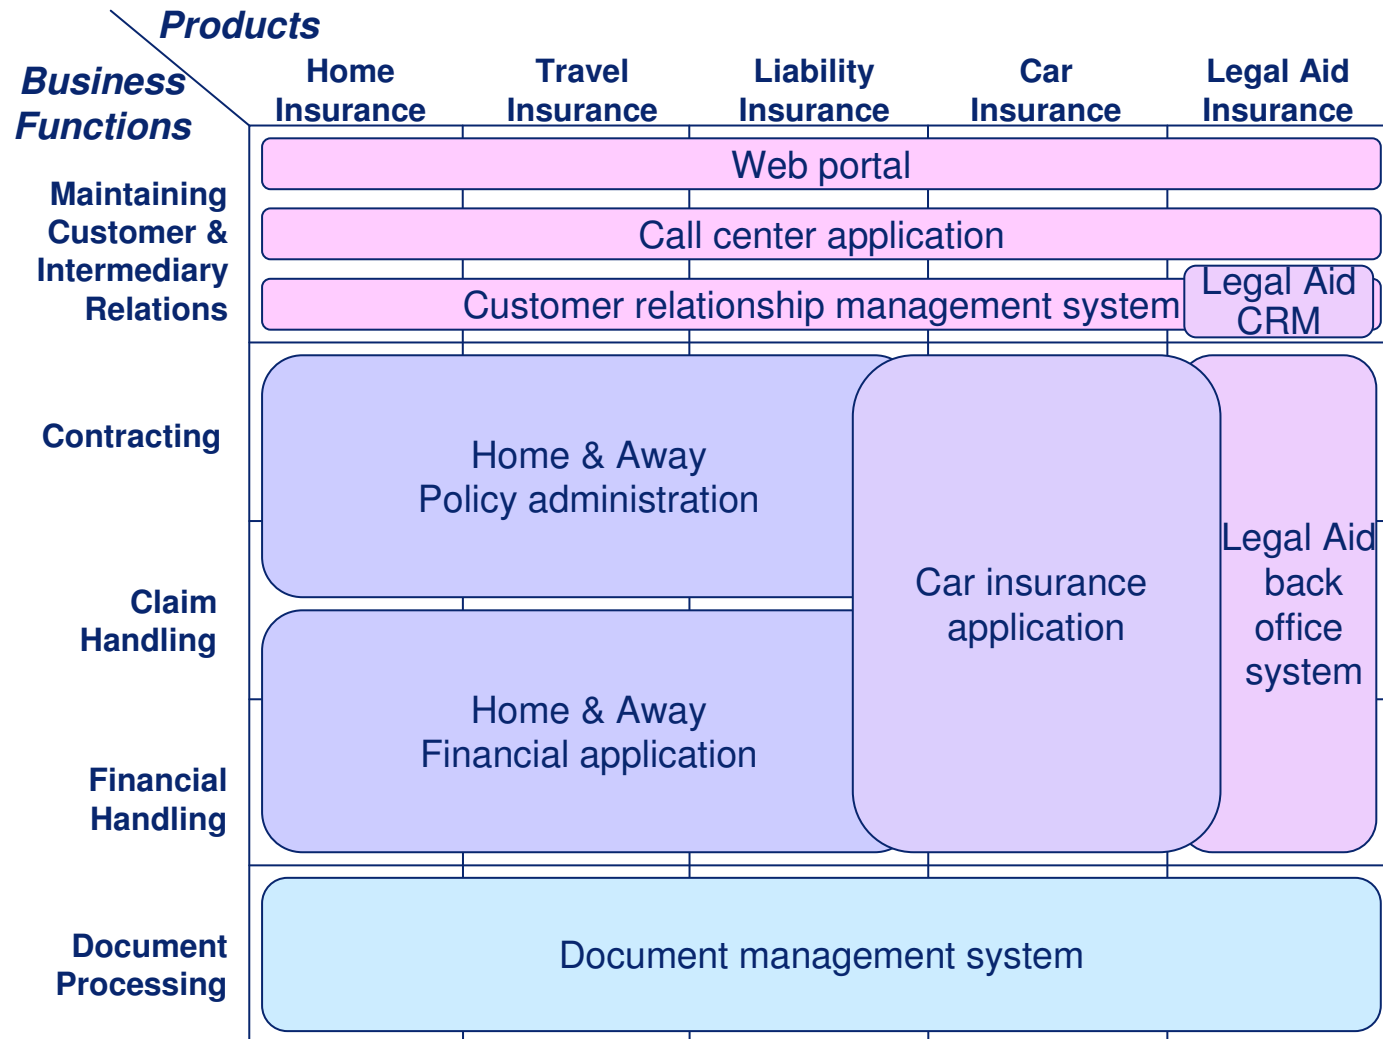 Products
Business
Functions
Home
Insurance
Travel
Insurance
Liability
Insurance
Car
Insurance
Legal Aid
Insurance
Maintaining
Customer &
Intermediary
Relations
Web portal
Call center application
Customer relationship management system
Legal Aid
CRM
Contracting
Home & Away
Policy administration
Claim
Handling
Car insurance
application
Legal Aid
back
office
system
Financial
Handling
Home & Away
Financial application
Document
Processing
Document management system